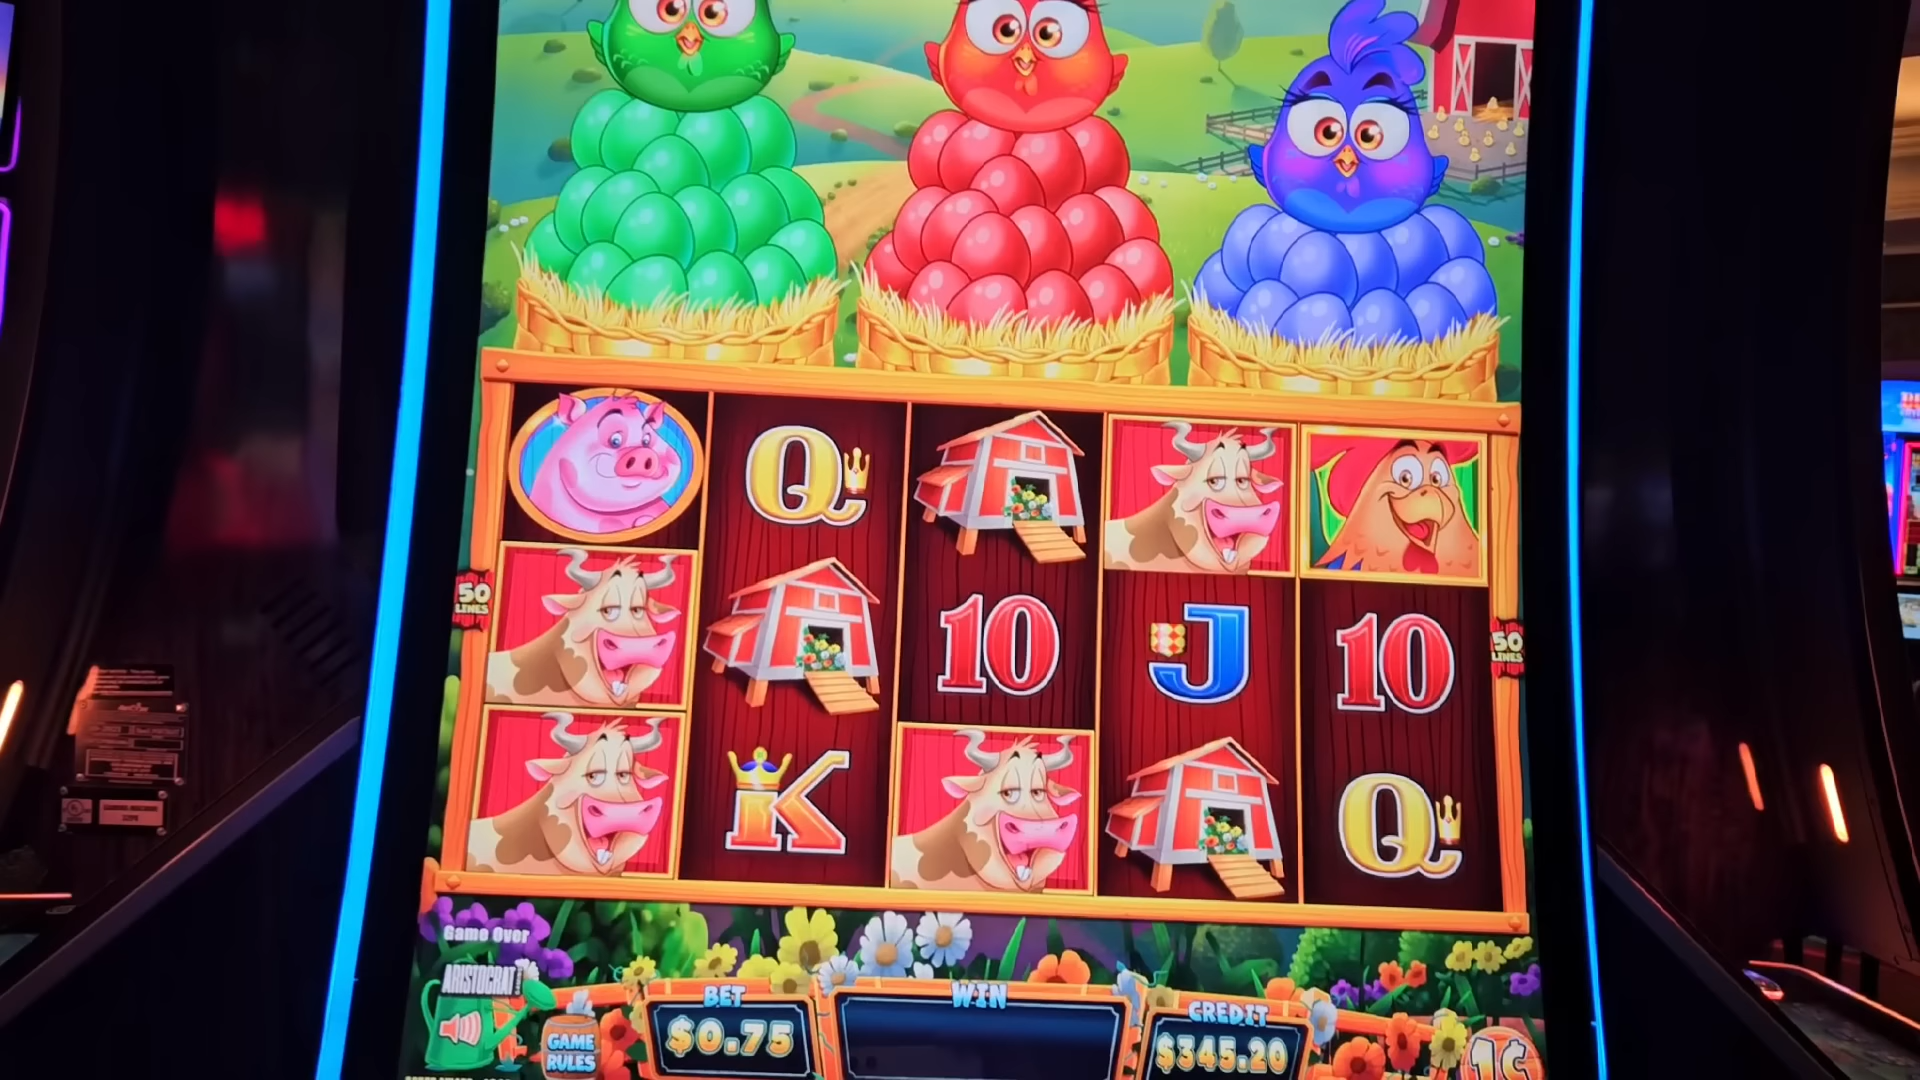 Q
50
LINES
10
J
10
50
LINES
K
Q
Game Over
ARISTOCRAT
BET
WIN
CREDIT
GAME
RULES
$0.75
$345.20
1¢